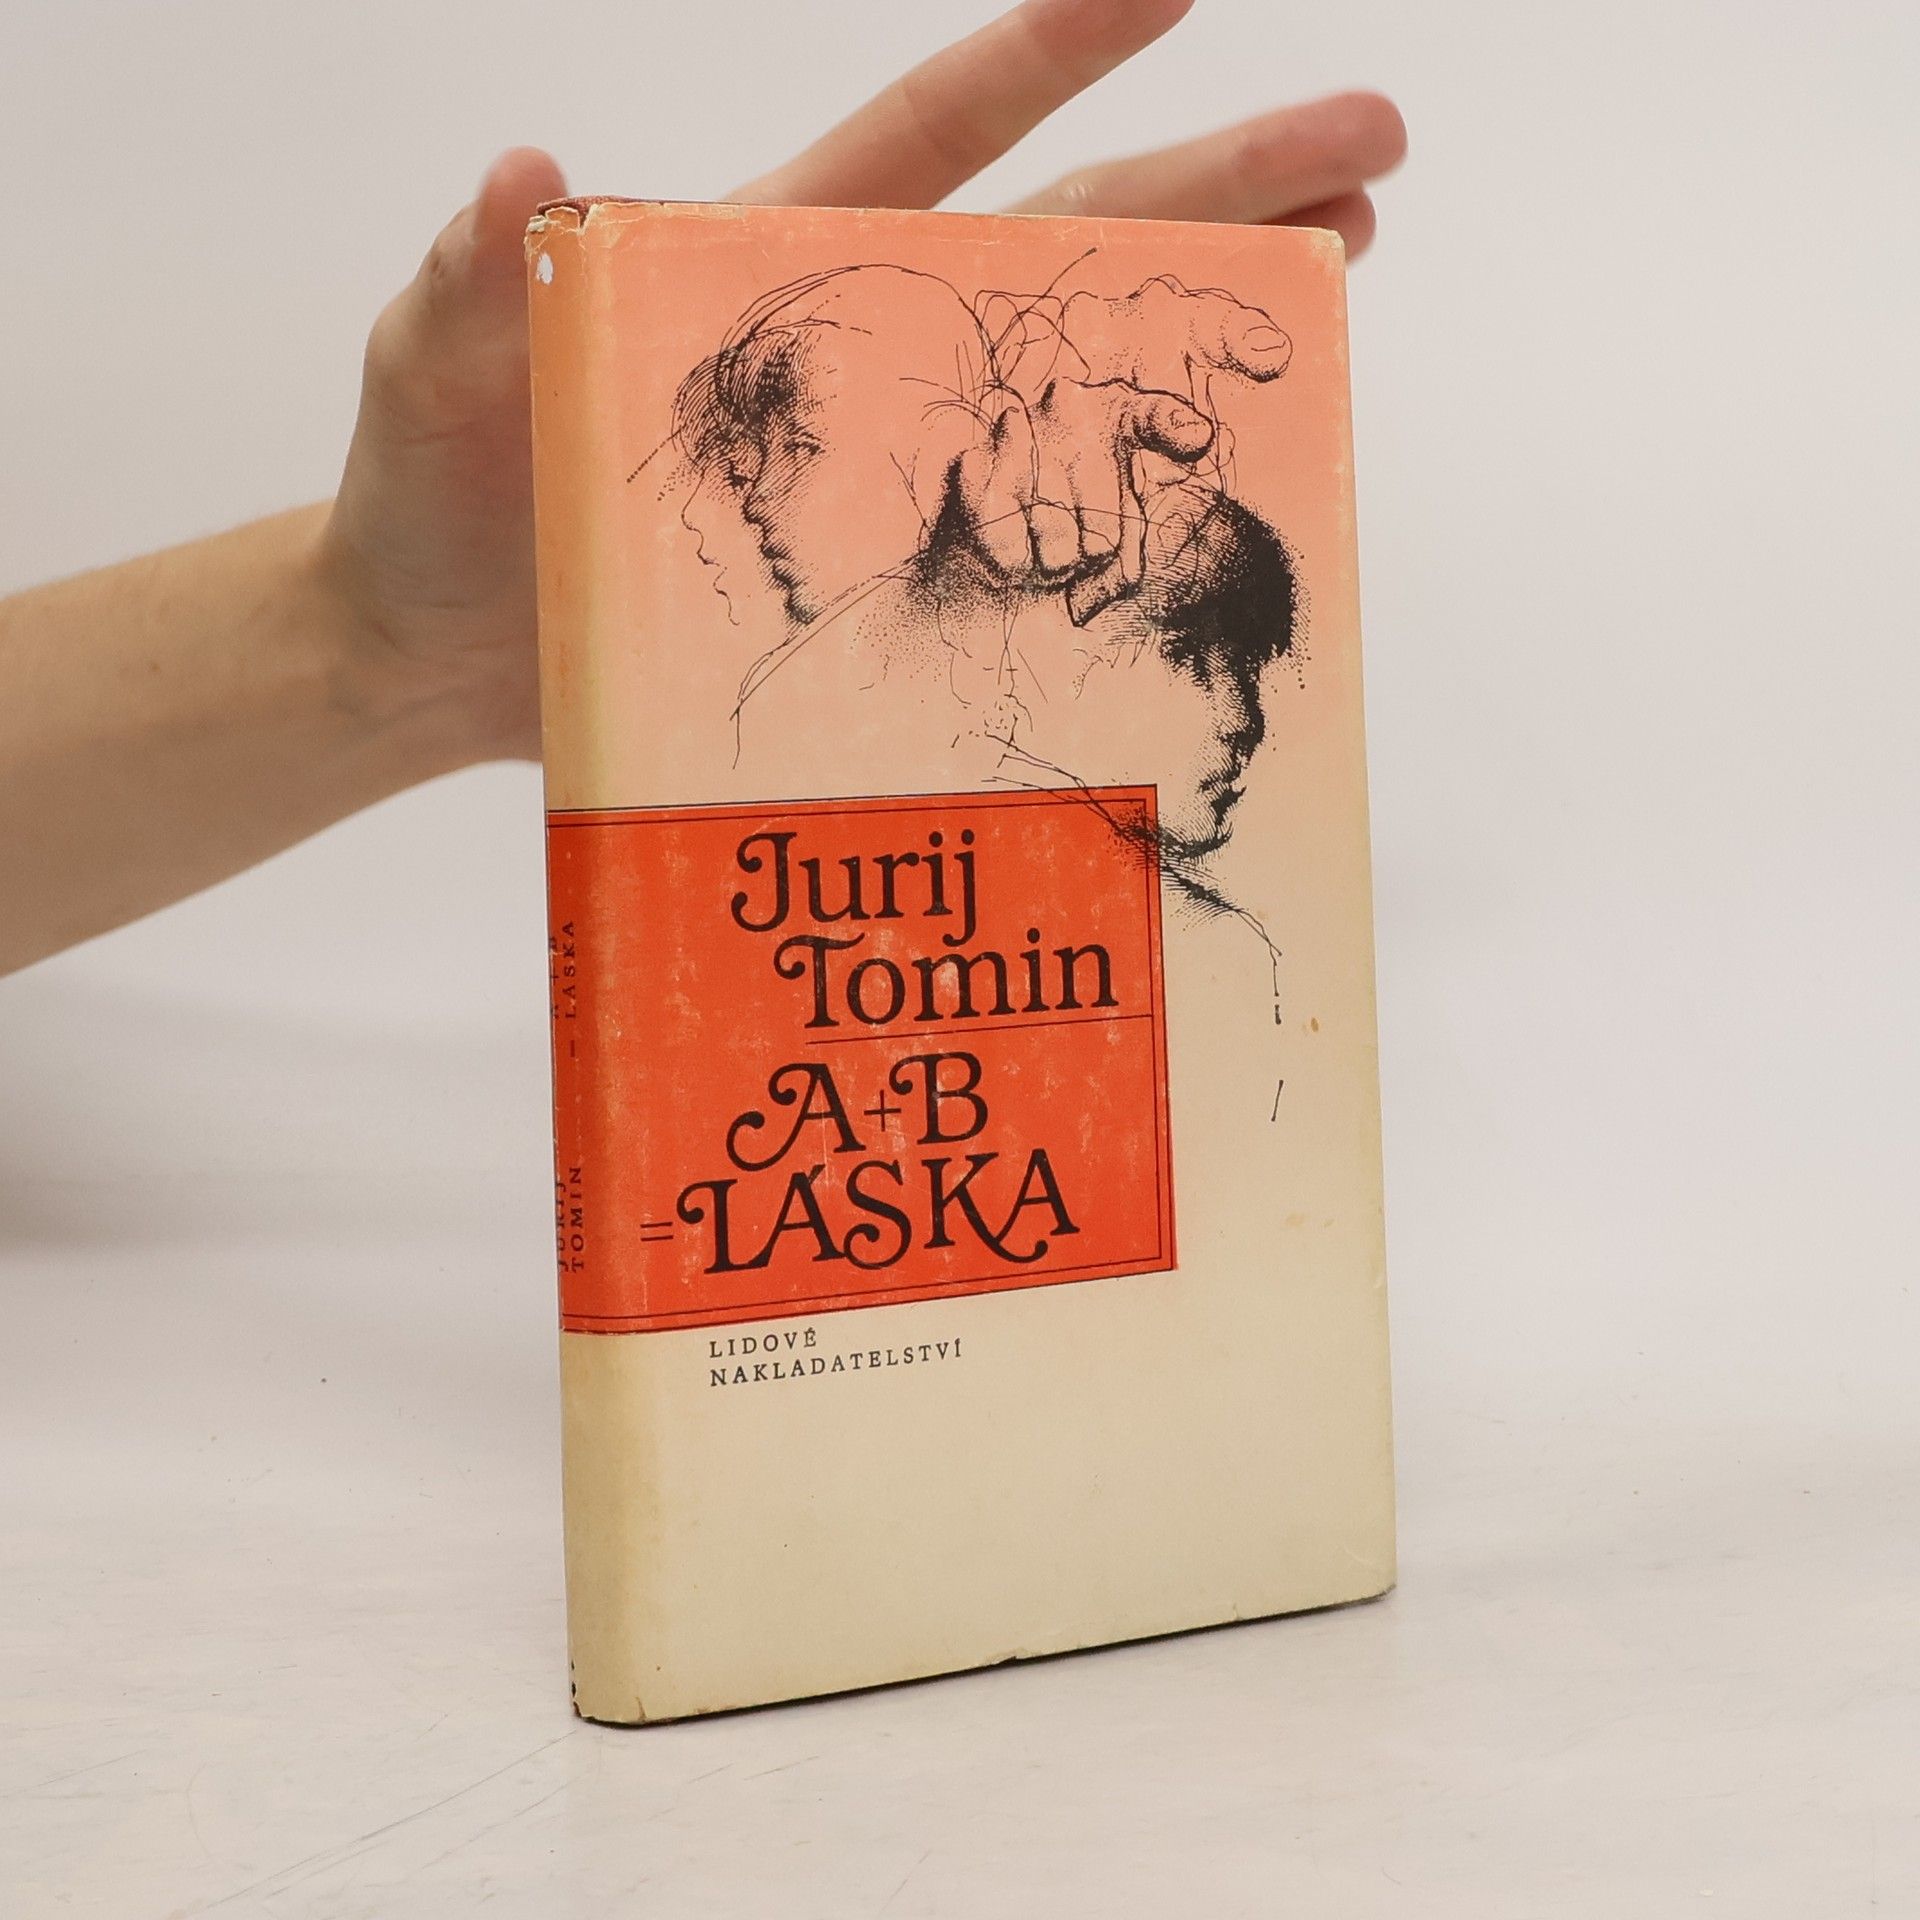 Jurij
Tomin
A+B
=LÁSKA
LIDOVÉ
NAKLADATELSTVÍ
JURIJ
TOMIN
A+B
= LÁSKA